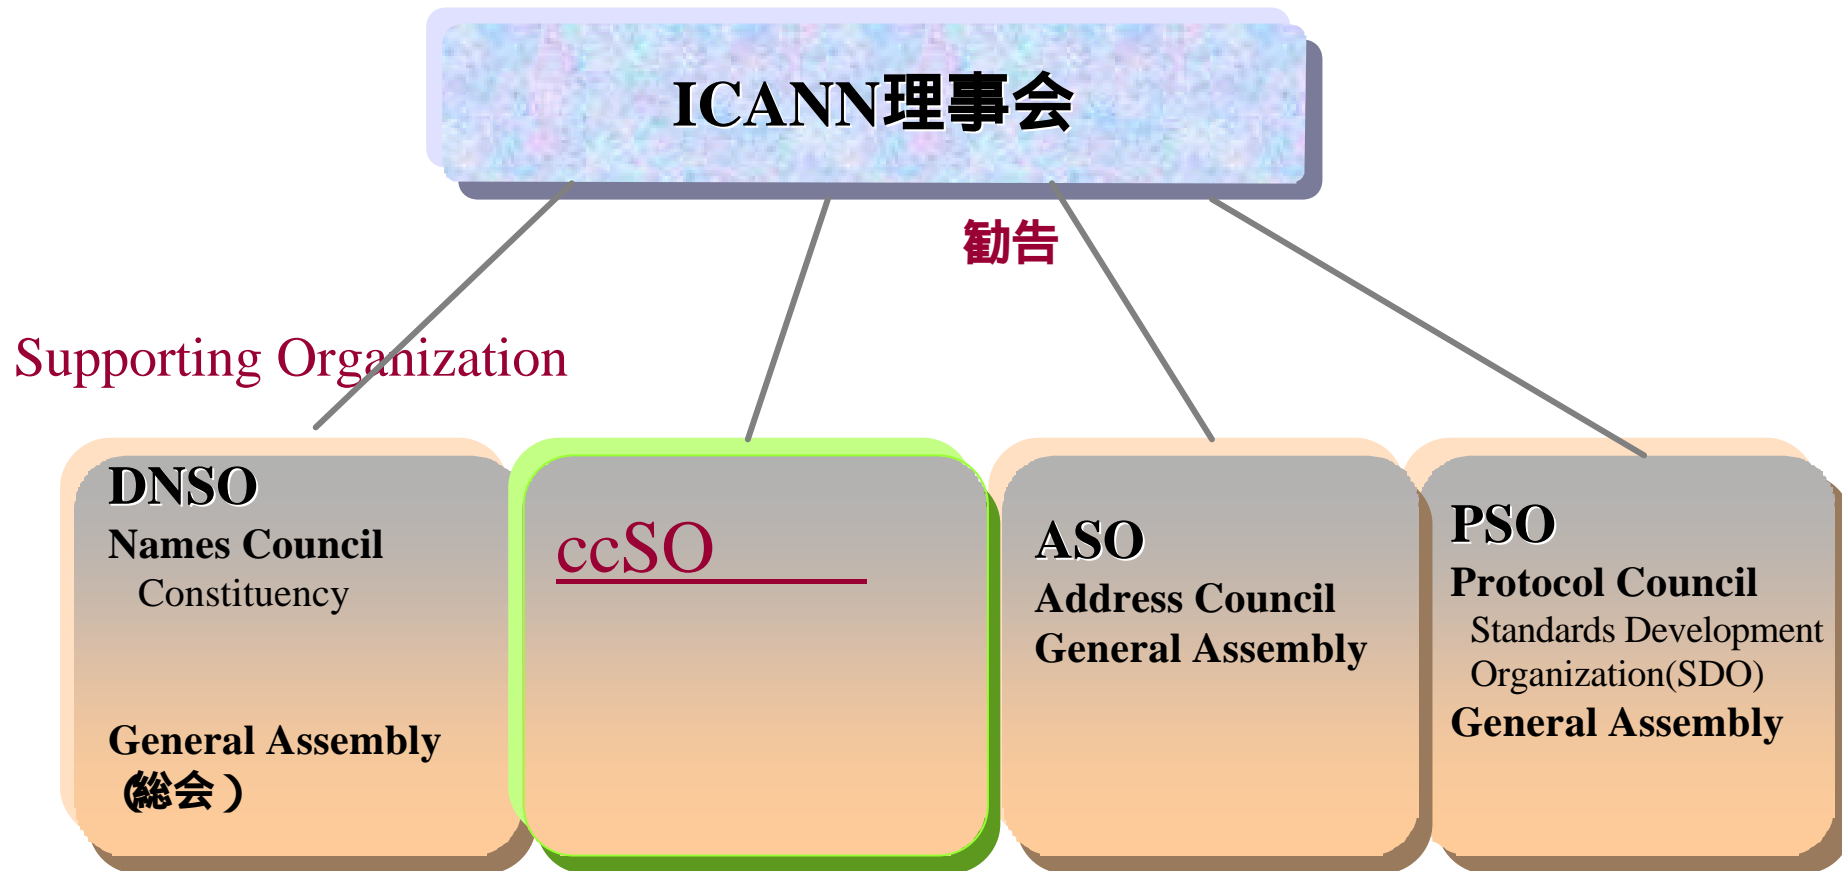 ICANN理事会
勧告
Supporting Organization
DNSO
Names Council
Constituency
General Assembly
(総会)
ccSO
ASO
Address Council
General Assembly
PSO
Protocol Council
Standards Development
Organization(SDO)
General Assembly